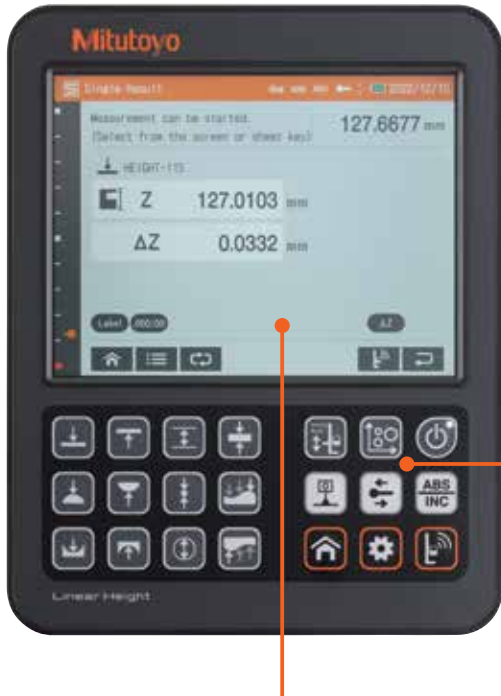 Mitutoyo
Single Result 2022/12/15
Measurement can be started.
(Select from the screen or sheet key)
127.6677 mm
HEIGHT-115
Z 127.0103 mm
ΔZ 0.0332 mm
Label ΔZ
ABS
INC
Linear Height